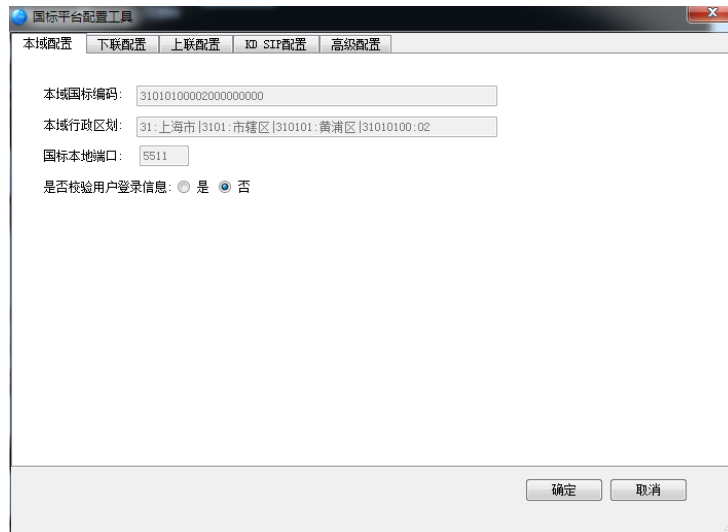 国标平台配置工具
本域配置 下联配置 上联配置 KD SIP配置 高级配置
本域国标编码: 31010100002000000000
本域行政区划: 31:上海市|3101:市辖区|310101:黄浦区|31010100:02
国标本地端口: 5511
是否校验用户登录信息: 是 否
确定 取消